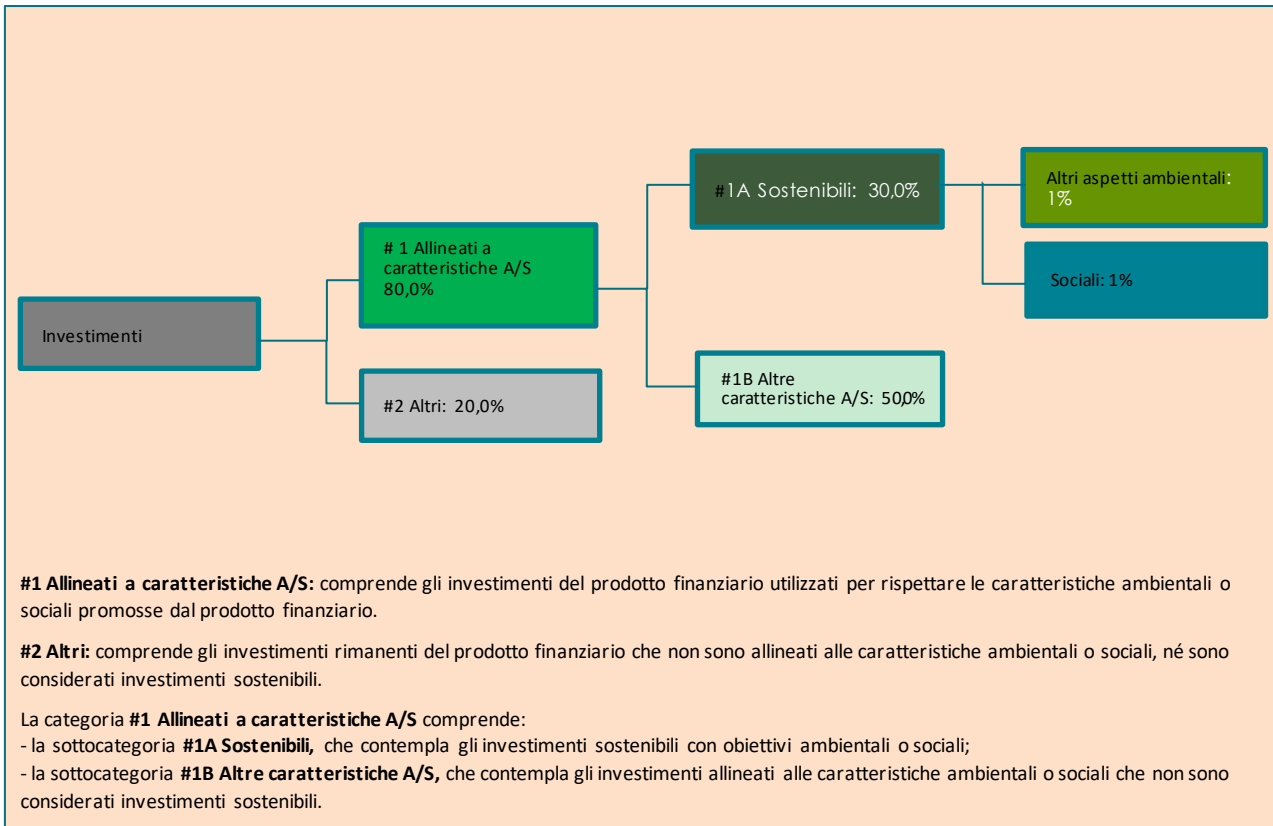 #1A Sostenibili: 30,0%
Altri aspetti ambientali:
1%
# 1 Allineati a
caratteristiche A/S
80,0%
Sociali: 1%
Investimenti
#2 Altri: 20,0%
#1B Altre
caratteristiche A/S: 50,0%
#1 Allineati a caratteristiche A/S: comprende gli investimenti del prodotto finanziario utilizzati per rispettare le caratteristiche ambientali o
sociali promosse dal prodotto finanziario.
#2 Altri: comprende gli investimenti rimanenti del prodotto finanziario che non sono allineati alle caratteristiche ambientali o sociali, né sono
considerati investimenti sostenibili.
La categoria #1 Allineati a caratteristiche A/S comprende:
- la sottocategoria #1A Sostenibili, che contempla gli investimenti sostenibili con obiettivi ambientali o sociali;
- la sottocategoria #1B Altre caratteristiche A/S, che contempla gli investimenti allineati alle caratteristiche ambientali o sociali che non sono
considerati investimenti sostenibili.